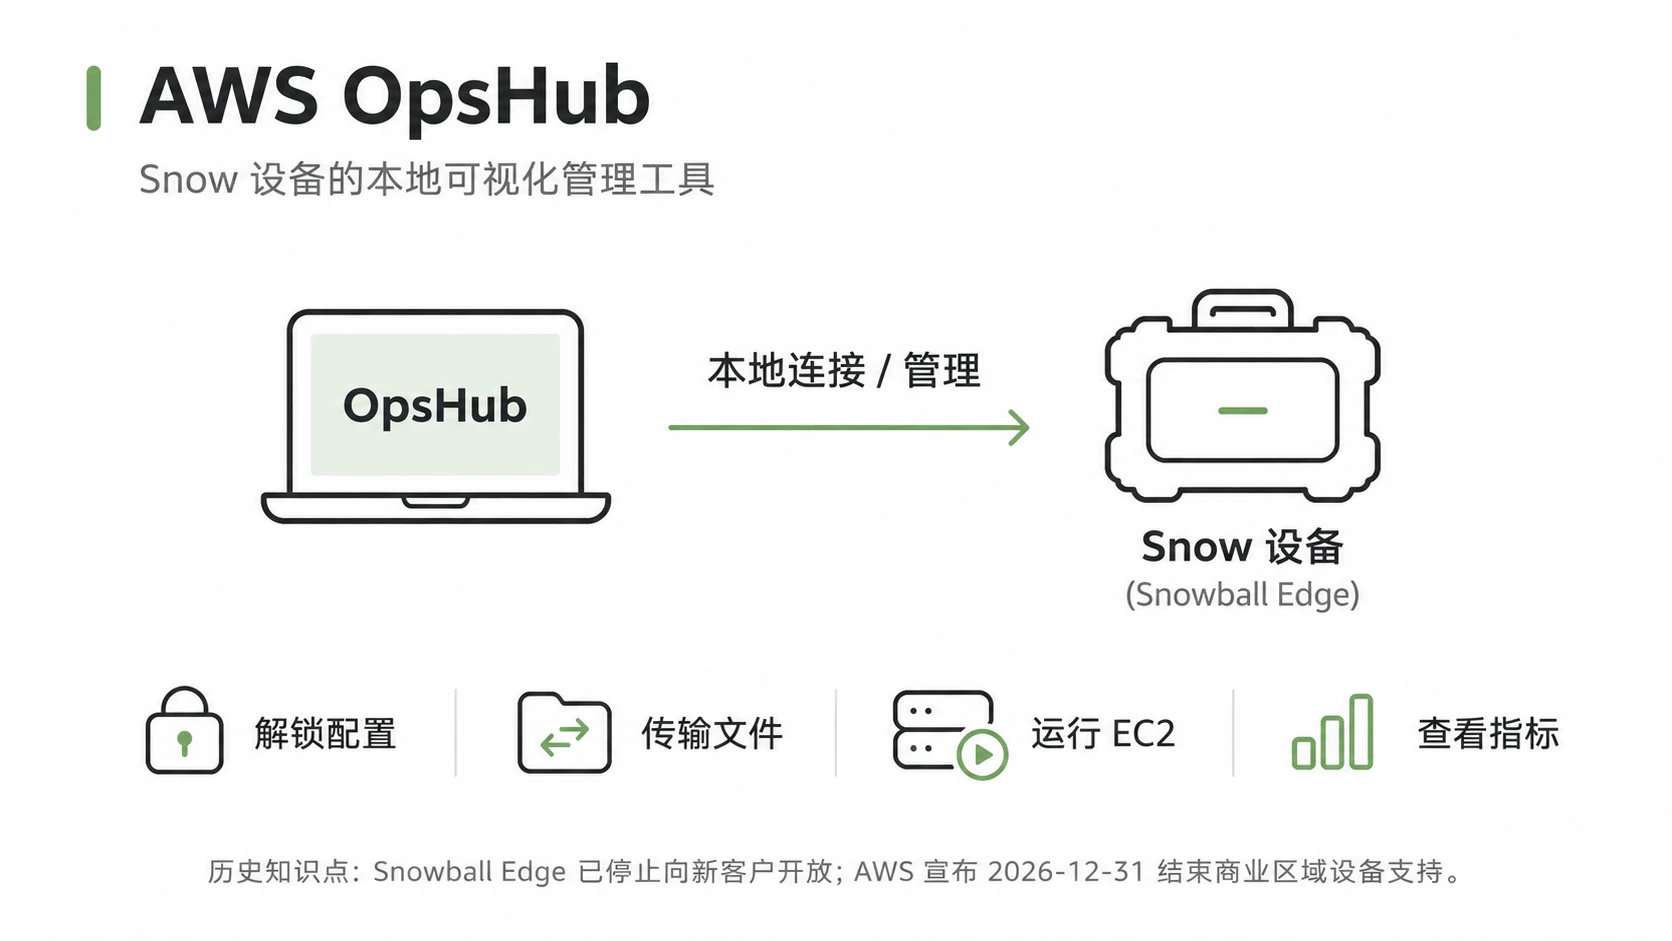 AWS OpsHub
Snow 设备的本地可视化管理工具
OpsHub
本地连接 / 管理
Snow 设备
(Snowball Edge)
解锁配置
传输文件
运行 EC2
查看指标
历史知识点：Snowball Edge 已停止向新客户开放；AWS 宣布 2026-12-31 结束商业区域设备支持。